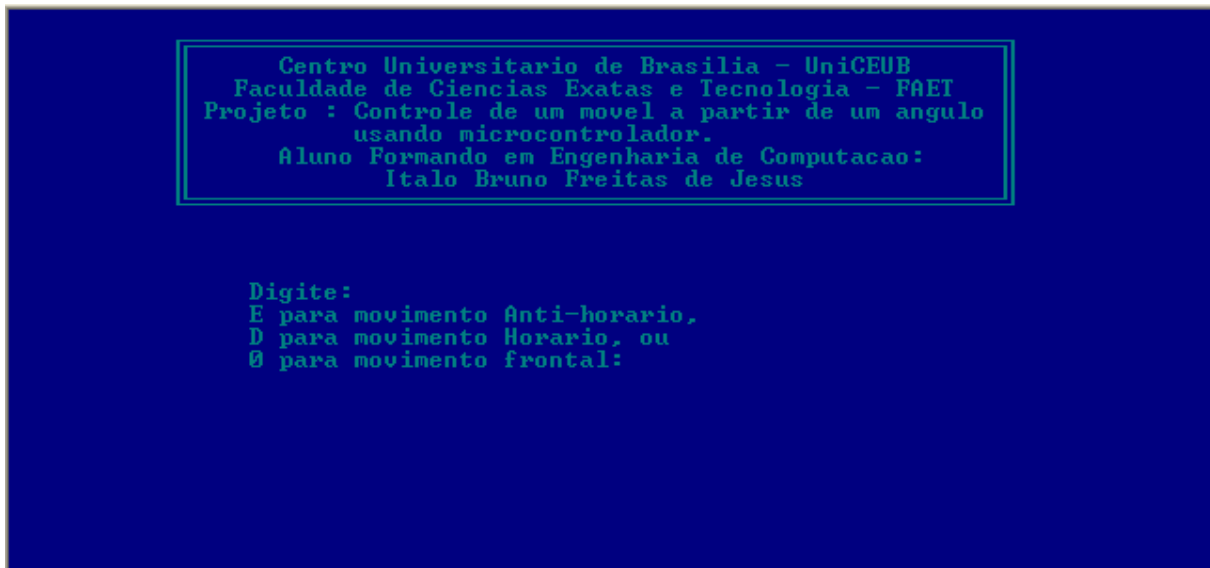 Centro Universitario de Brasilia - UniCEUB
Faculdade de Ciencias Exatas e Tecnologia - FAET
Projeto : Controle de um movel a partir de um angulo
usando microcontrolador.
Aluno Formando em Engenharia de Computacao:
Italo Bruno Freitas de Jesus
Digite:
E para movimento Anti-horario,
D para movimento Horario, ou
0 para movimento frontal: